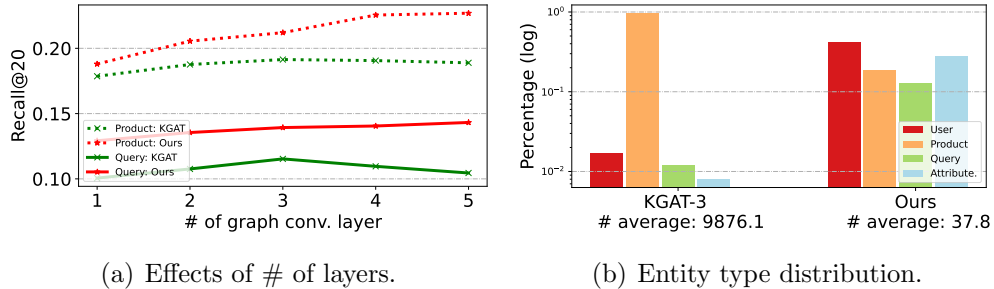 Recall@20
0.20
0.15
0.10
Product: KGAT
Product: Ours
Query: KGAT
Query: Ours
1 2 3 4 5
# of graph conv. layer
(a) Effects of # of layers.
Percentage (log)
10⁰
10⁻¹
10⁻²
User
Product
Query
Attribute.
KGAT-3 Ours
# average: 9876.1 # average: 37.8
(b) Entity type distribution.